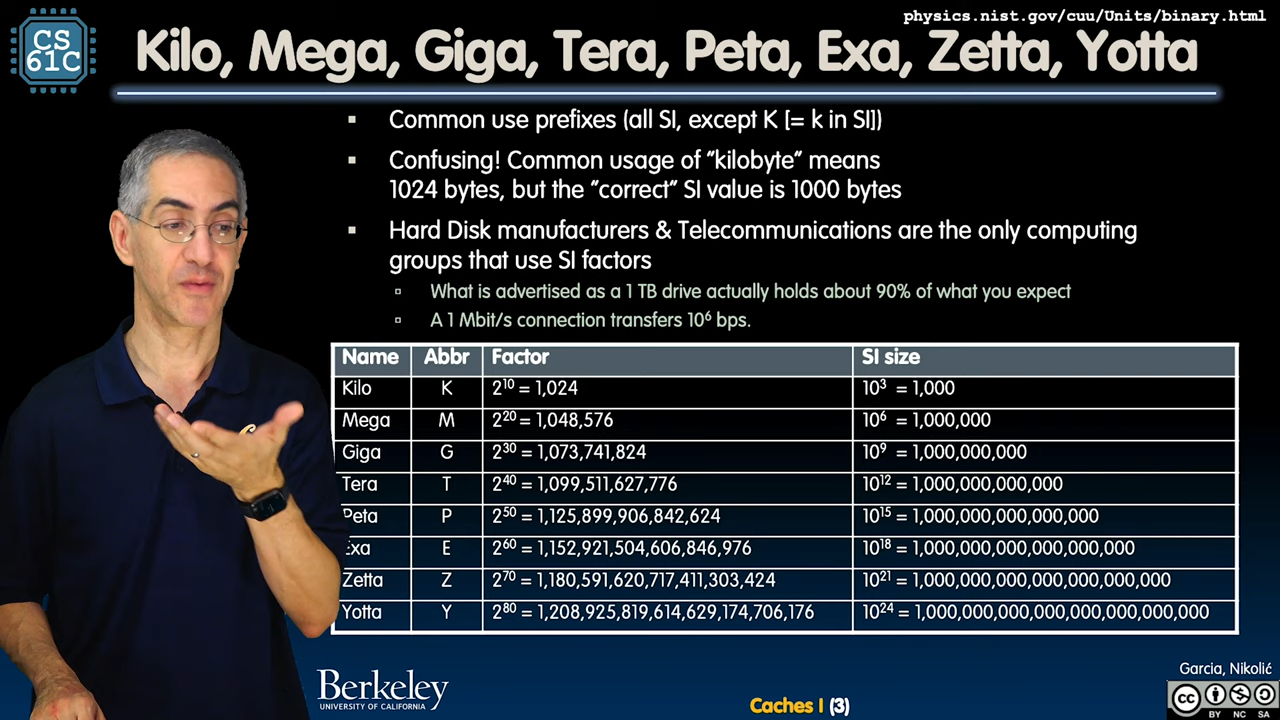 physics.nist.gov/cuu/Units/binary.html
CS
61C
Kilo, Mega, Giga, Tera, Peta, Exa, Zetta, Yotta
▪ Common use prefixes (all SI, except K [= k in SI])
▪ Confusing! Common usage of “kilobyte” means
1024 bytes, but the “correct” SI value is 1000 bytes
▪ Hard Disk manufacturers & Telecommunications are the only computing
groups that use SI factors
▫ What is advertised as a 1 TB drive actually holds about 90% of what you expect
▫ A 1 Mbit/s connection transfers 10⁶ bps.
Name Abbr Factor SI size
Kilo K 2¹⁰ = 1,024 10³ = 1,000
Mega M 2²⁰ = 1,048,576 10⁶ = 1,000,000
Giga G 2³⁰ = 1,073,741,824 10⁹ = 1,000,000,000
Tera T 2⁴⁰ = 1,099,511,627,776 10¹² = 1,000,000,000,000
Peta P 2⁵⁰ = 1,125,899,906,842,624 10¹⁵ = 1,000,000,000,000,000
Exa E 2⁶⁰ = 1,152,921,504,606,846,976 10¹⁸ = 1,000,000,000,000,000,000
Zetta Z 2⁷⁰ = 1,180,591,620,717,411,303,424 10²¹ = 1,000,000,000,000,000,000,000
Yotta Y 2⁸⁰ = 1,208,925,819,614,629,174,706,176 10²⁴ = 1,000,000,000,000,000,000,000,000
Berkeley
UNIVERSITY OF CALIFORNIA
Caches I (3)
Garcia, Nikolić
cc
BY NC SA